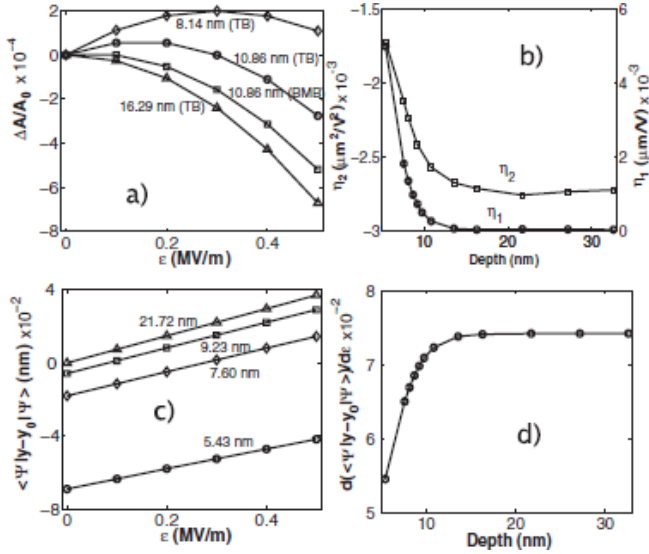 a)
ΔA/A₀ x 10⁻⁴
2
0
−2
−4
−6
−8
8.14 nm (TB)
10.86 nm (TB)
10.86 nm (BMB)
16.29 nm (TB)
0 0.2 0.4
ε (MV/m)
b)
η₂ (μm²/V²) x 10⁻³
−1.5
−2
−2.5
−3
η₂
η₁
6
4
2
0
η₁ (μm/V) x 10⁻³
10 20 30
Depth (nm)
c)
<Ψ|y−y₀|Ψ> (nm) x10⁻²
4
0
−4
−8
21.72 nm
9.23 nm
7.60 nm
5.43 nm
0 0.2 0.4
ε (MV/m)
d)
d(<Ψ|y−y₀|Ψ>)/dε x 10⁻²
8
7
6
5
10 20 30
Depth (nm)